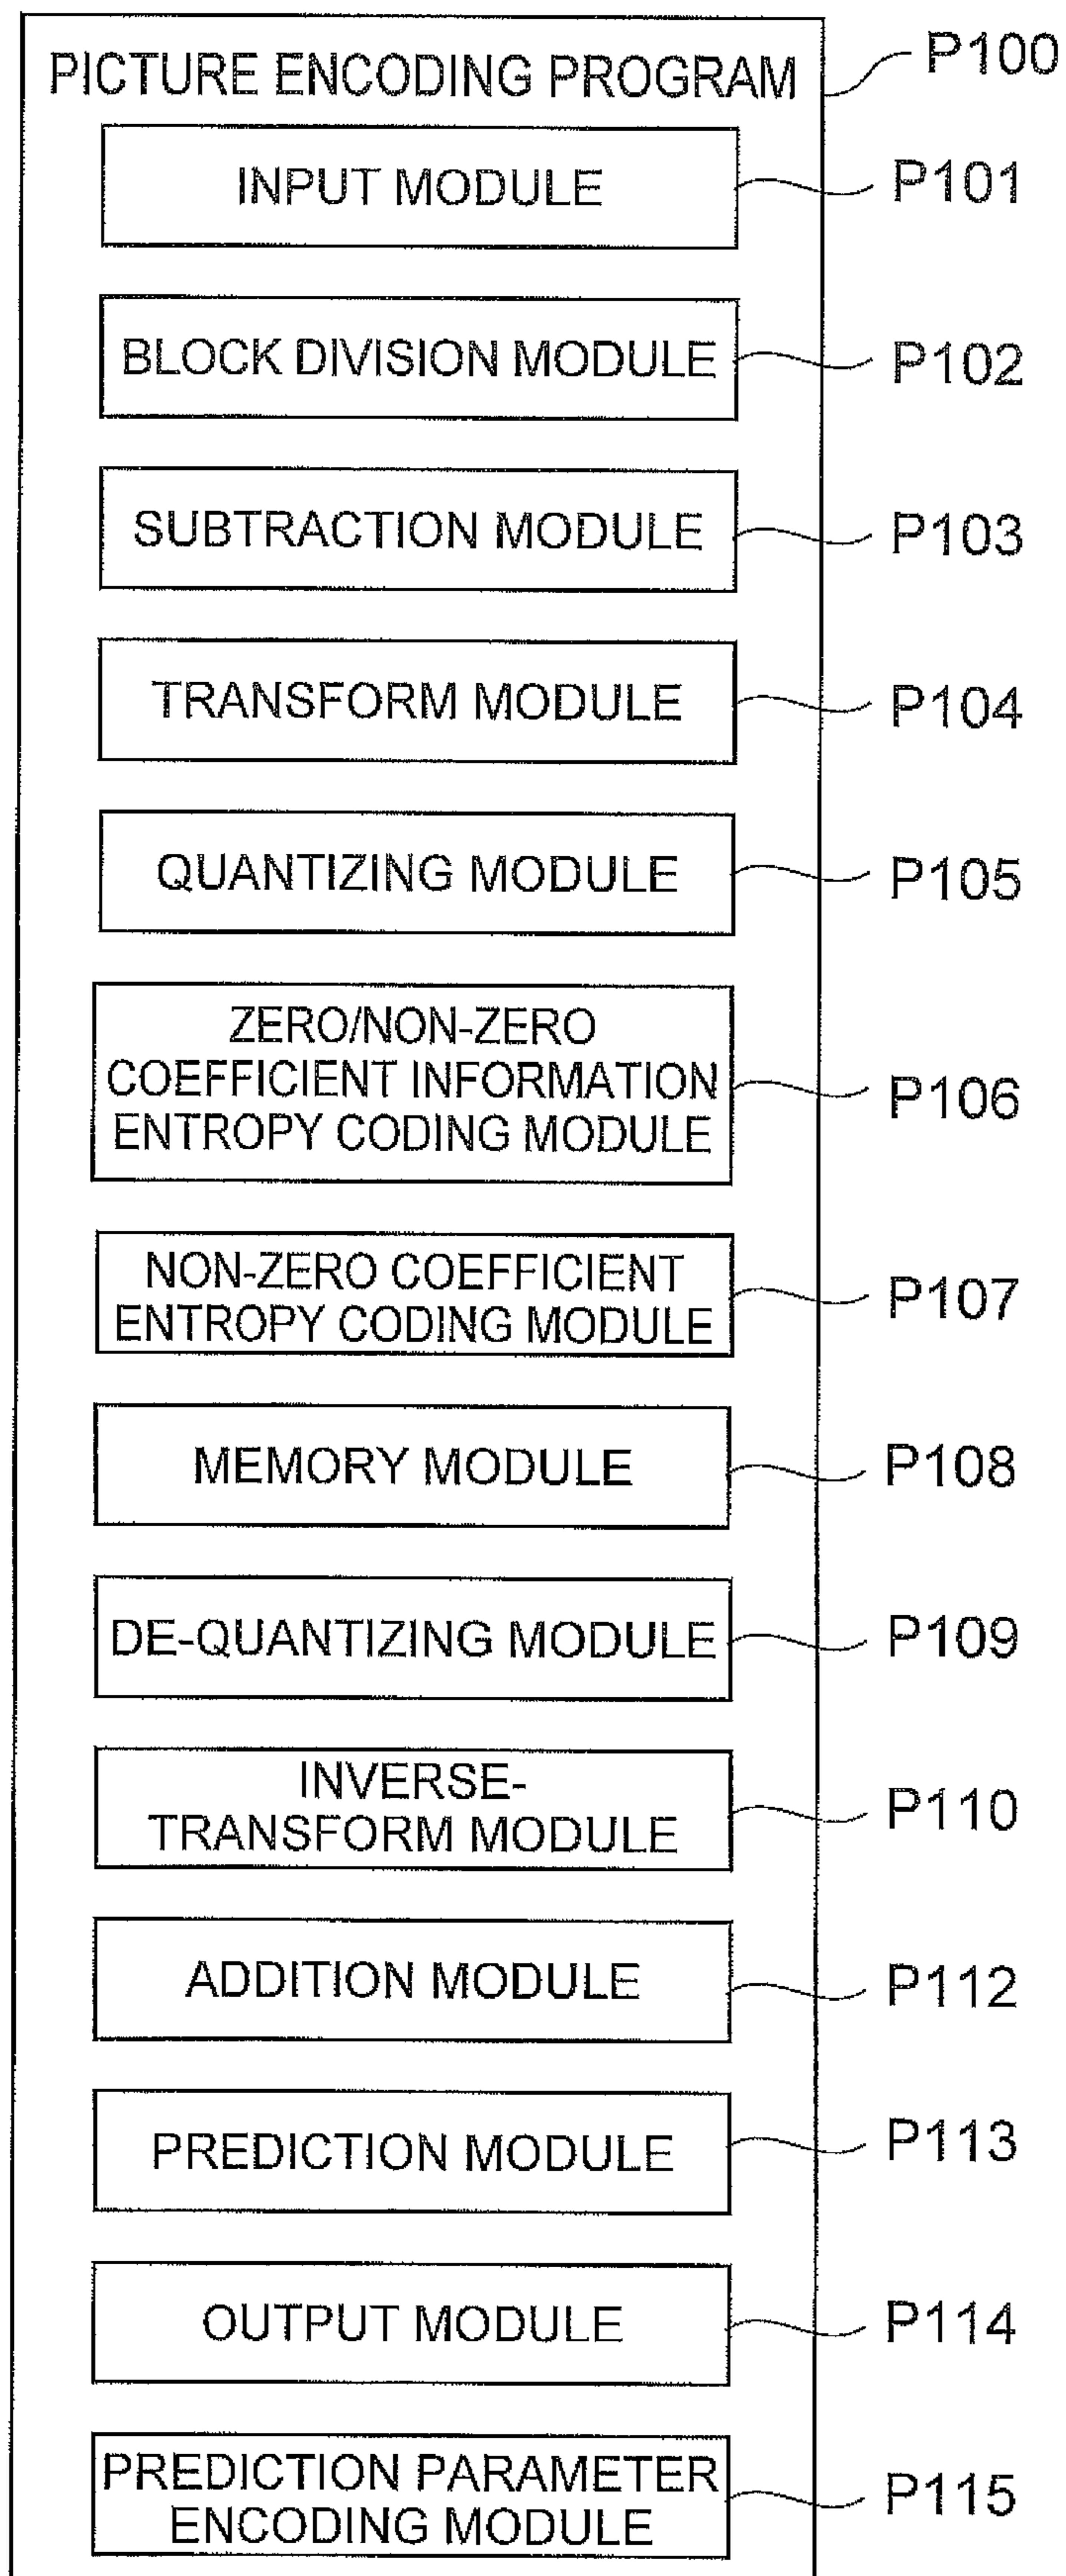 PICTURE ENCODING PROGRAM P100
INPUT MODULE P101
BLOCK DIVISION MODULE P102
SUBTRACTION MODULE P103
TRANSFORM MODULE P104
QUANTIZING MODULE P105
ZERO/NON-ZERO
COEFFICIENT INFORMATION
ENTROPY CODING MODULE P106
NON-ZERO COEFFICIENT
ENTROPY CODING MODULE P107
MEMORY MODULE P108
DE-QUANTIZING MODULE P109
INVERSE-
TRANSFORM MODULE P110
ADDITION MODULE P112
PREDICTION MODULE P113
OUTPUT MODULE P114
PREDICTION PARAMETER
ENCODING MODULE P115